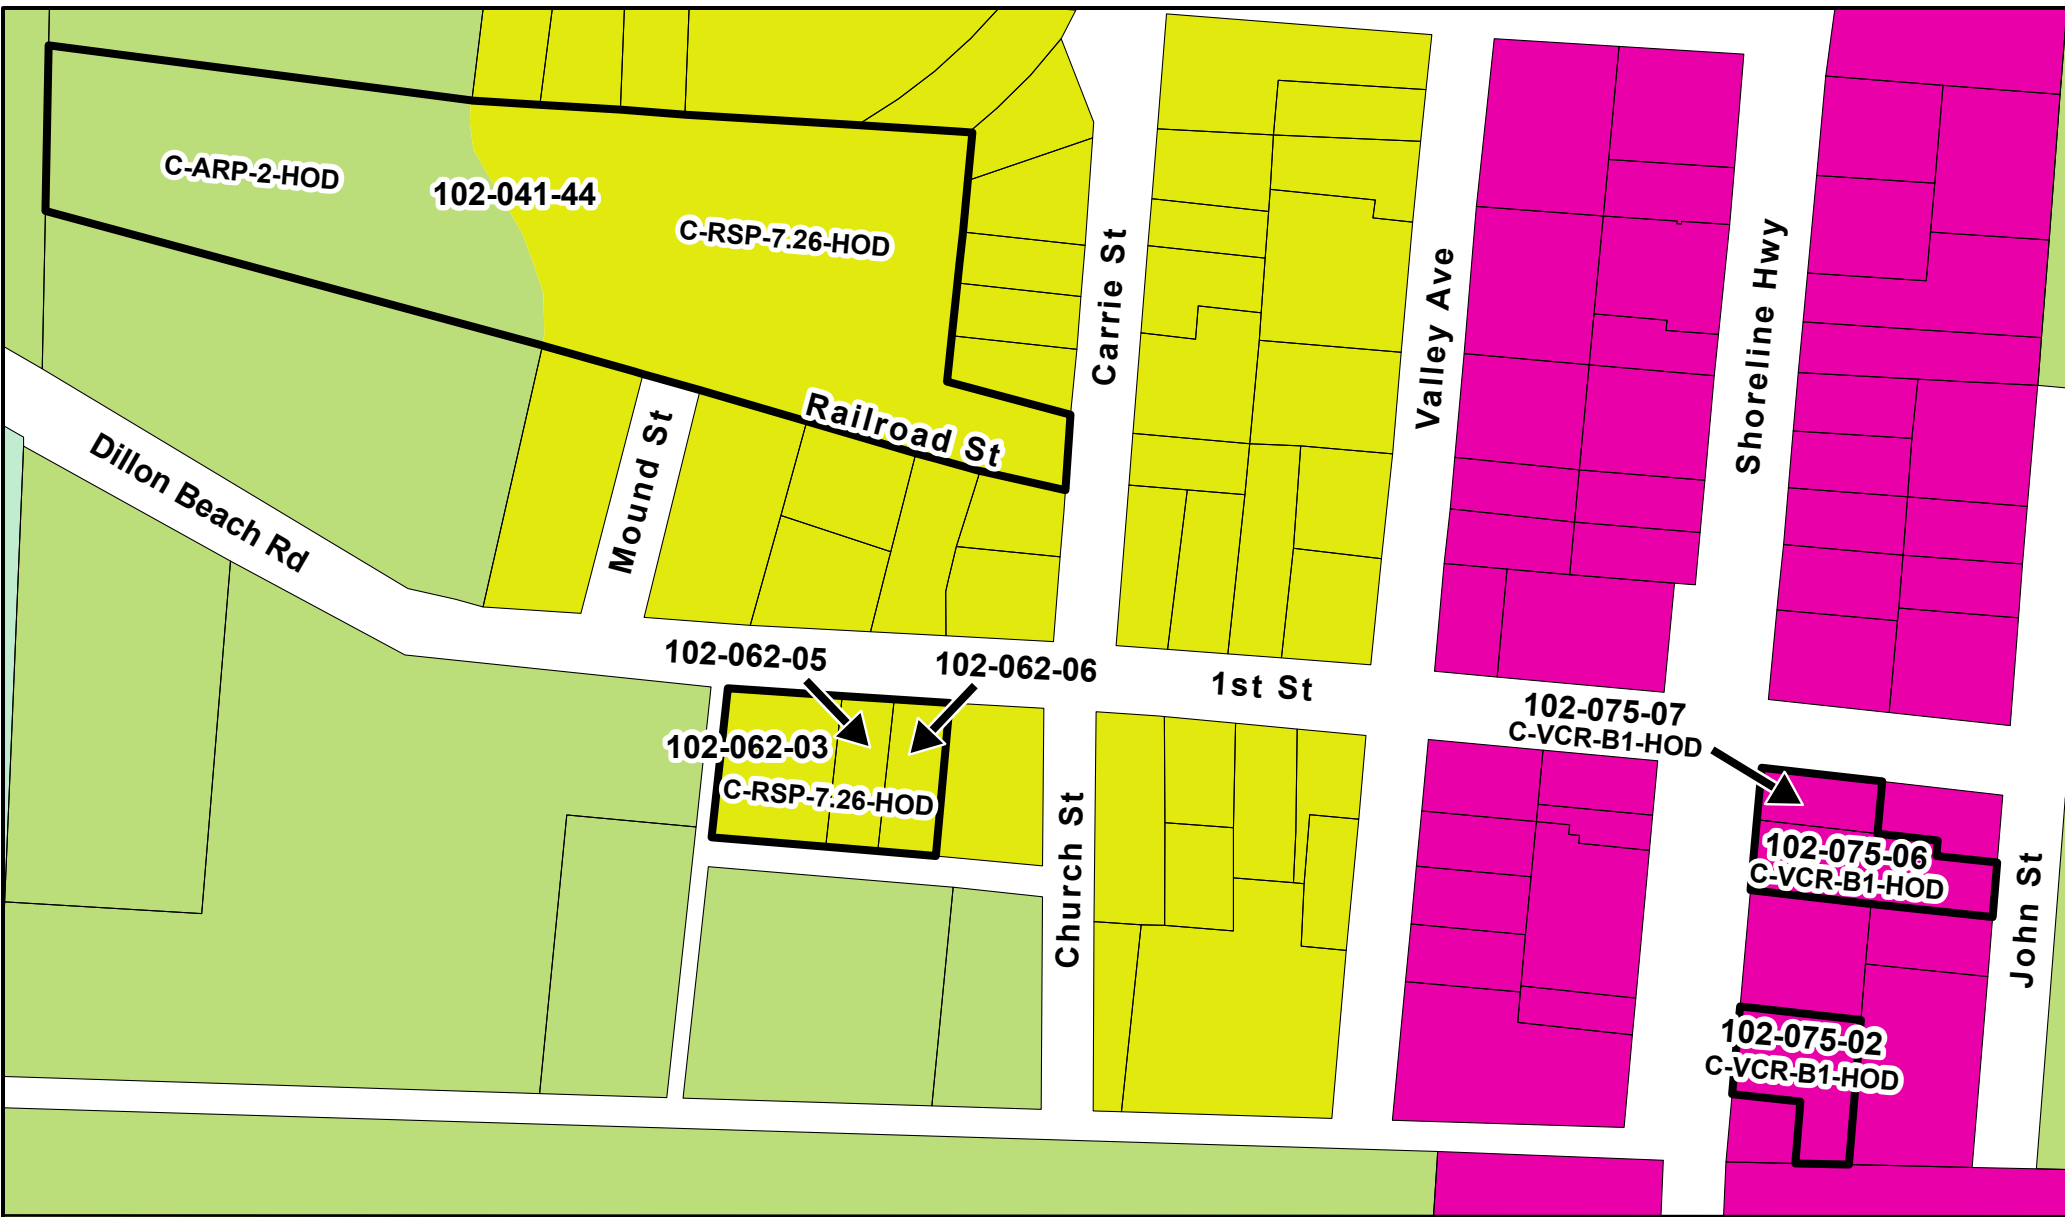 C-ARP-2-HOD
102-041-44
C-RSP-7.26-HOD
Carrie St
Valley Ave
Shoreline Hwy
Railroad St
Mound St
Dillon Beach Rd
102-062-05
102-062-06
1st St
102-075-07
C-VCR-B1-HOD
102-062-03
C-RSP-7.26-HOD
Church St
102-075-06
C-VCR-B1-HOD
John St
102-075-02
C-VCR-B1-HOD